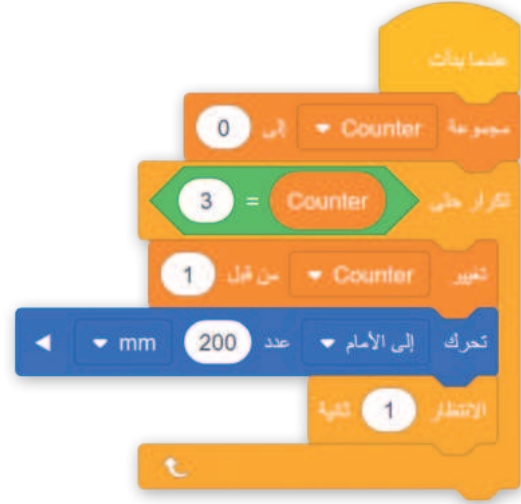 عندما بدأت
مجموعة Counter إلى 0
تكرار حتى Counter = 3
تغيير Counter من قبل 1
تحرك إلى الأمام عدد 200 mm
الانتظار 1 ثانية